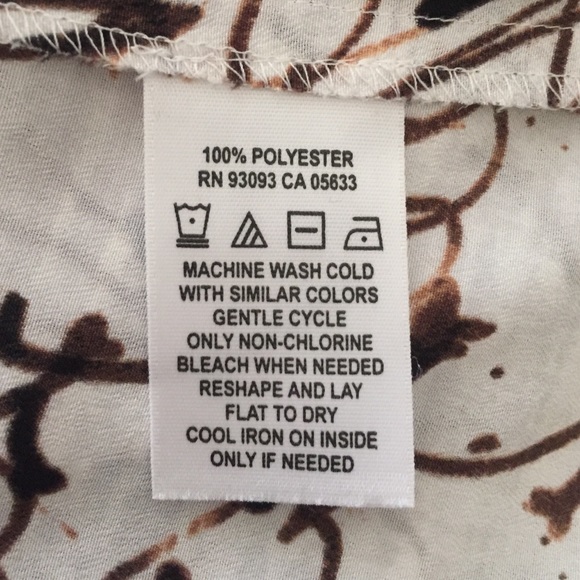 100% POLYESTER
RN 93093 CA 05633
MACHINE WASH COLD
WITH SIMILAR COLORS
GENTLE CYCLE
ONLY NON-CHLORINE
BLEACH WHEN NEEDED
RESHAPE AND LAY
FLAT TO DRY
COOL IRON ON INSIDE
ONLY IF NEEDED